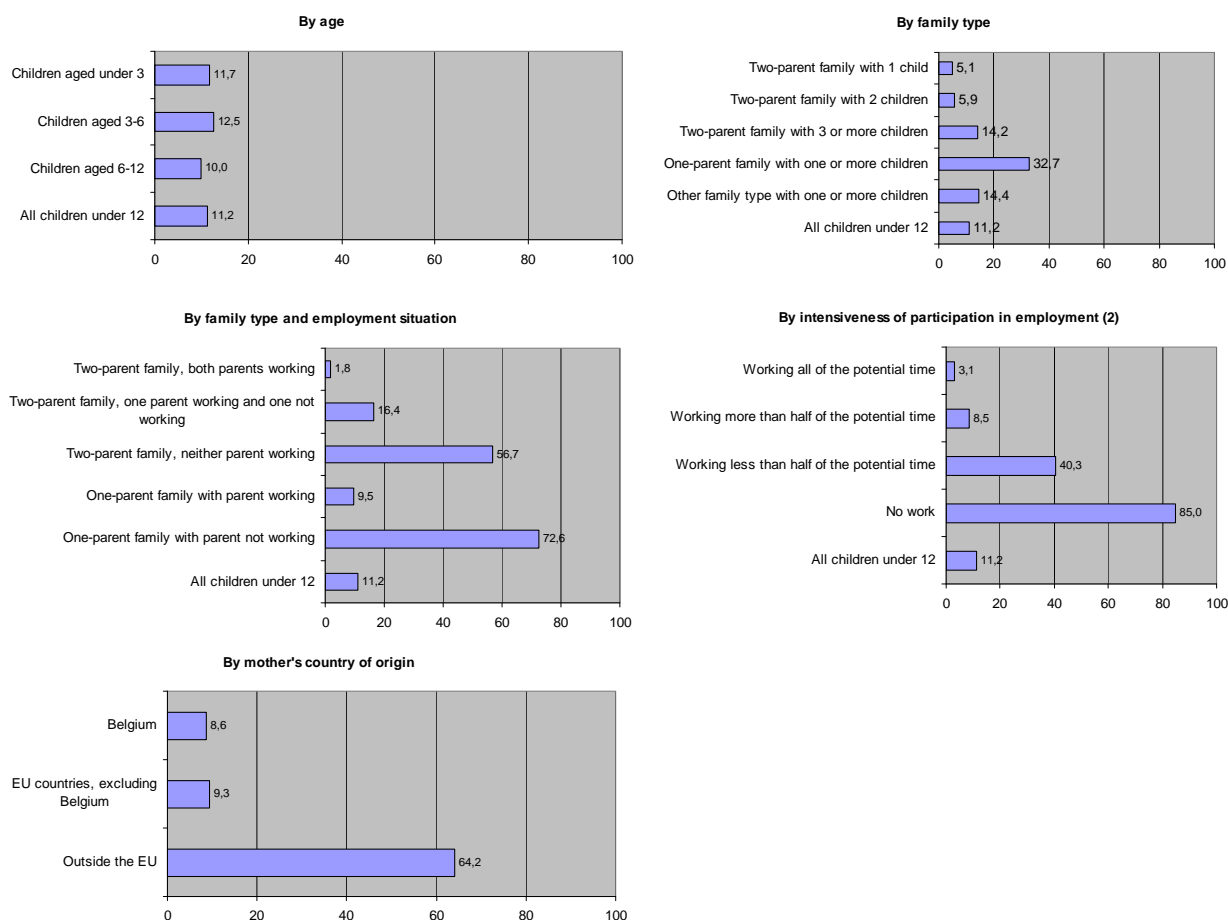 By age
Children aged under 3
11,7
Children aged 3-6
12,5
Children aged 6-12
10,0
All children under 12
11,2
0 20 40 60 80 100
By family type
Two-parent family with 1 child
5,1
Two-parent family with 2 children
5,9
Two-parent family with 3 or more children
14,2
One-parent family with one or more children
32,7
Other family type with one or more children
14,4
All children under 12
11,2
0 20 40 60 80 100
By family type and employment situation
Two-parent family, both parents working
1,8
Two-parent family, one parent working and one not
working
16,4
Two-parent family, neither parent working
56,7
One-parent family with parent working
9,5
One-parent family with parent not working
72,6
All children under 12
11,2
0 20 40 60 80 100
By intensiveness of participation in employment (2)
Working all of the potential time
3,1
Working more than half of the potential time
8,5
Working less than half of the potential time
40,3
No work
85,0
All children under 12
11,2
0 20 40 60 80 100
By mother's country of origin
Belgium
8,6
EU countries, excluding
Belgium
9,3
Outside the EU
64,2
0 20 40 60 80 100